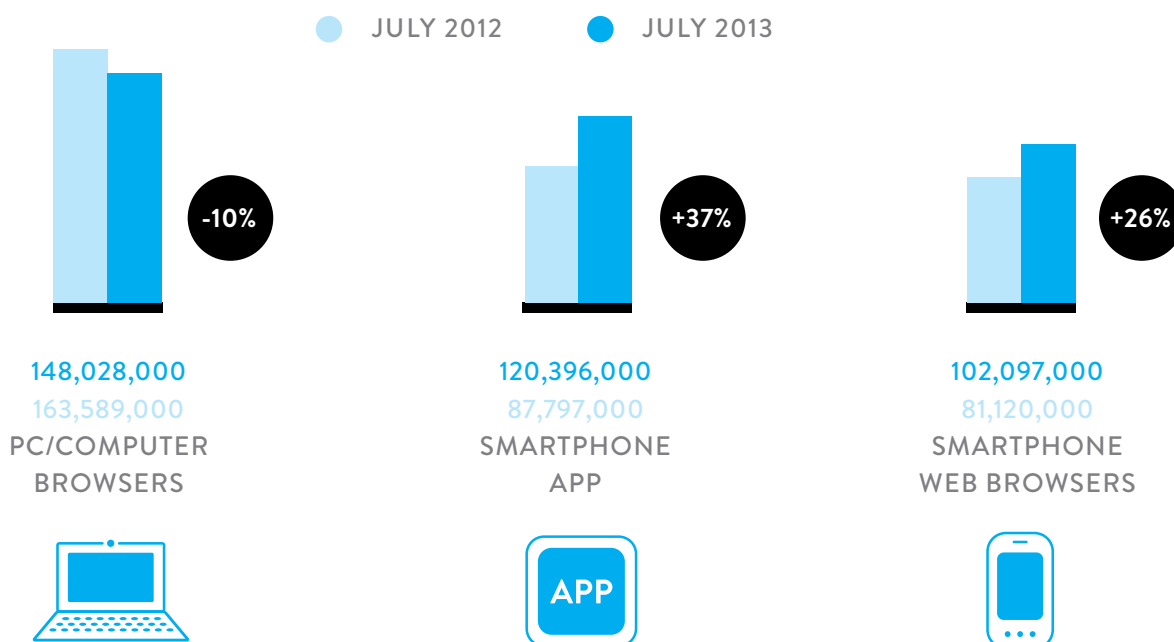 JULY 2012
JULY 2013
-10%
+37%
+26%
148,028,000
163,589,000
PC/COMPUTER
BROWSERS
120,396,000
87,797,000
SMARTPHONE
APP
102,097,000
81,120,000
SMARTPHONE
WEB BROWSERS
APP